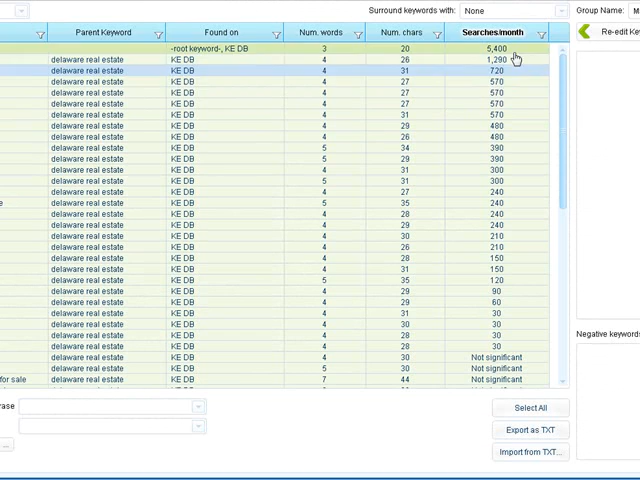 Surround keywords with: None Group Name: M
Parent Keyword Found on Num. words Num. chars Searches/month Re-edit Key
-root keyword-, KE DB 3 20 5,400
delaware real estate KE DB 4 26 1,290
delaware real estate KE DB 4 31 720
delaware real estate KE DB 4 27 570
delaware real estate KE DB 4 27 570
delaware real estate KE DB 4 27 570
delaware real estate KE DB 4 31 570
delaware real estate KE DB 4 29 480
delaware real estate KE DB 4 26 480
delaware real estate KE DB 5 34 390
delaware real estate KE DB 5 29 390
delaware real estate KE DB 4 31 300
delaware real estate KE DB 5 31 300
delaware real estate KE DB 4 27 240
e delaware real estate KE DB 5 35 240
delaware real estate KE DB 4 28 240
delaware real estate KE DB 4 29 240
delaware real estate KE DB 4 30 210
delaware real estate KE DB 4 26 210
delaware real estate KE DB 4 28 150
delaware real estate KE DB 4 31 150
delaware real estate KE DB 5 35 120
delaware real estate KE DB 4 29 90
delaware real estate KE DB 4 29 60
delaware real estate KE DB 4 31 30
delaware real estate KE DB 4 30 30
delaware real estate KE DB 4 28 30
delaware real estate KE DB 4 28 30
delaware real estate KE DB 4 30 Not significant
delaware real estate KE DB 5 30 Not significant
for sale delaware real estate KE DB 7 44 Not significant
Negative keywords
rase
Select All
Export as TXT
...
Import from TXT...